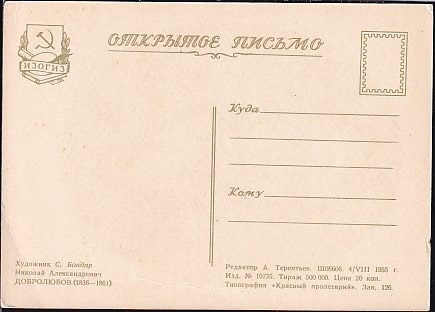 ОТКРЫТОЕ ПИСЬМО
ИЗОГИЗ
Куда
Кому
Художник С. Бондар
Николай Александрович
ДОБРОЛЮБОВ (1836—1861)
Редактор А. Терентьев. Ш05606. 4/VIII 1955 г.
Изд. № 19735. Тираж 500 000. Цена 20 коп.
Типография «Красный пролетарий». Зак. 126.